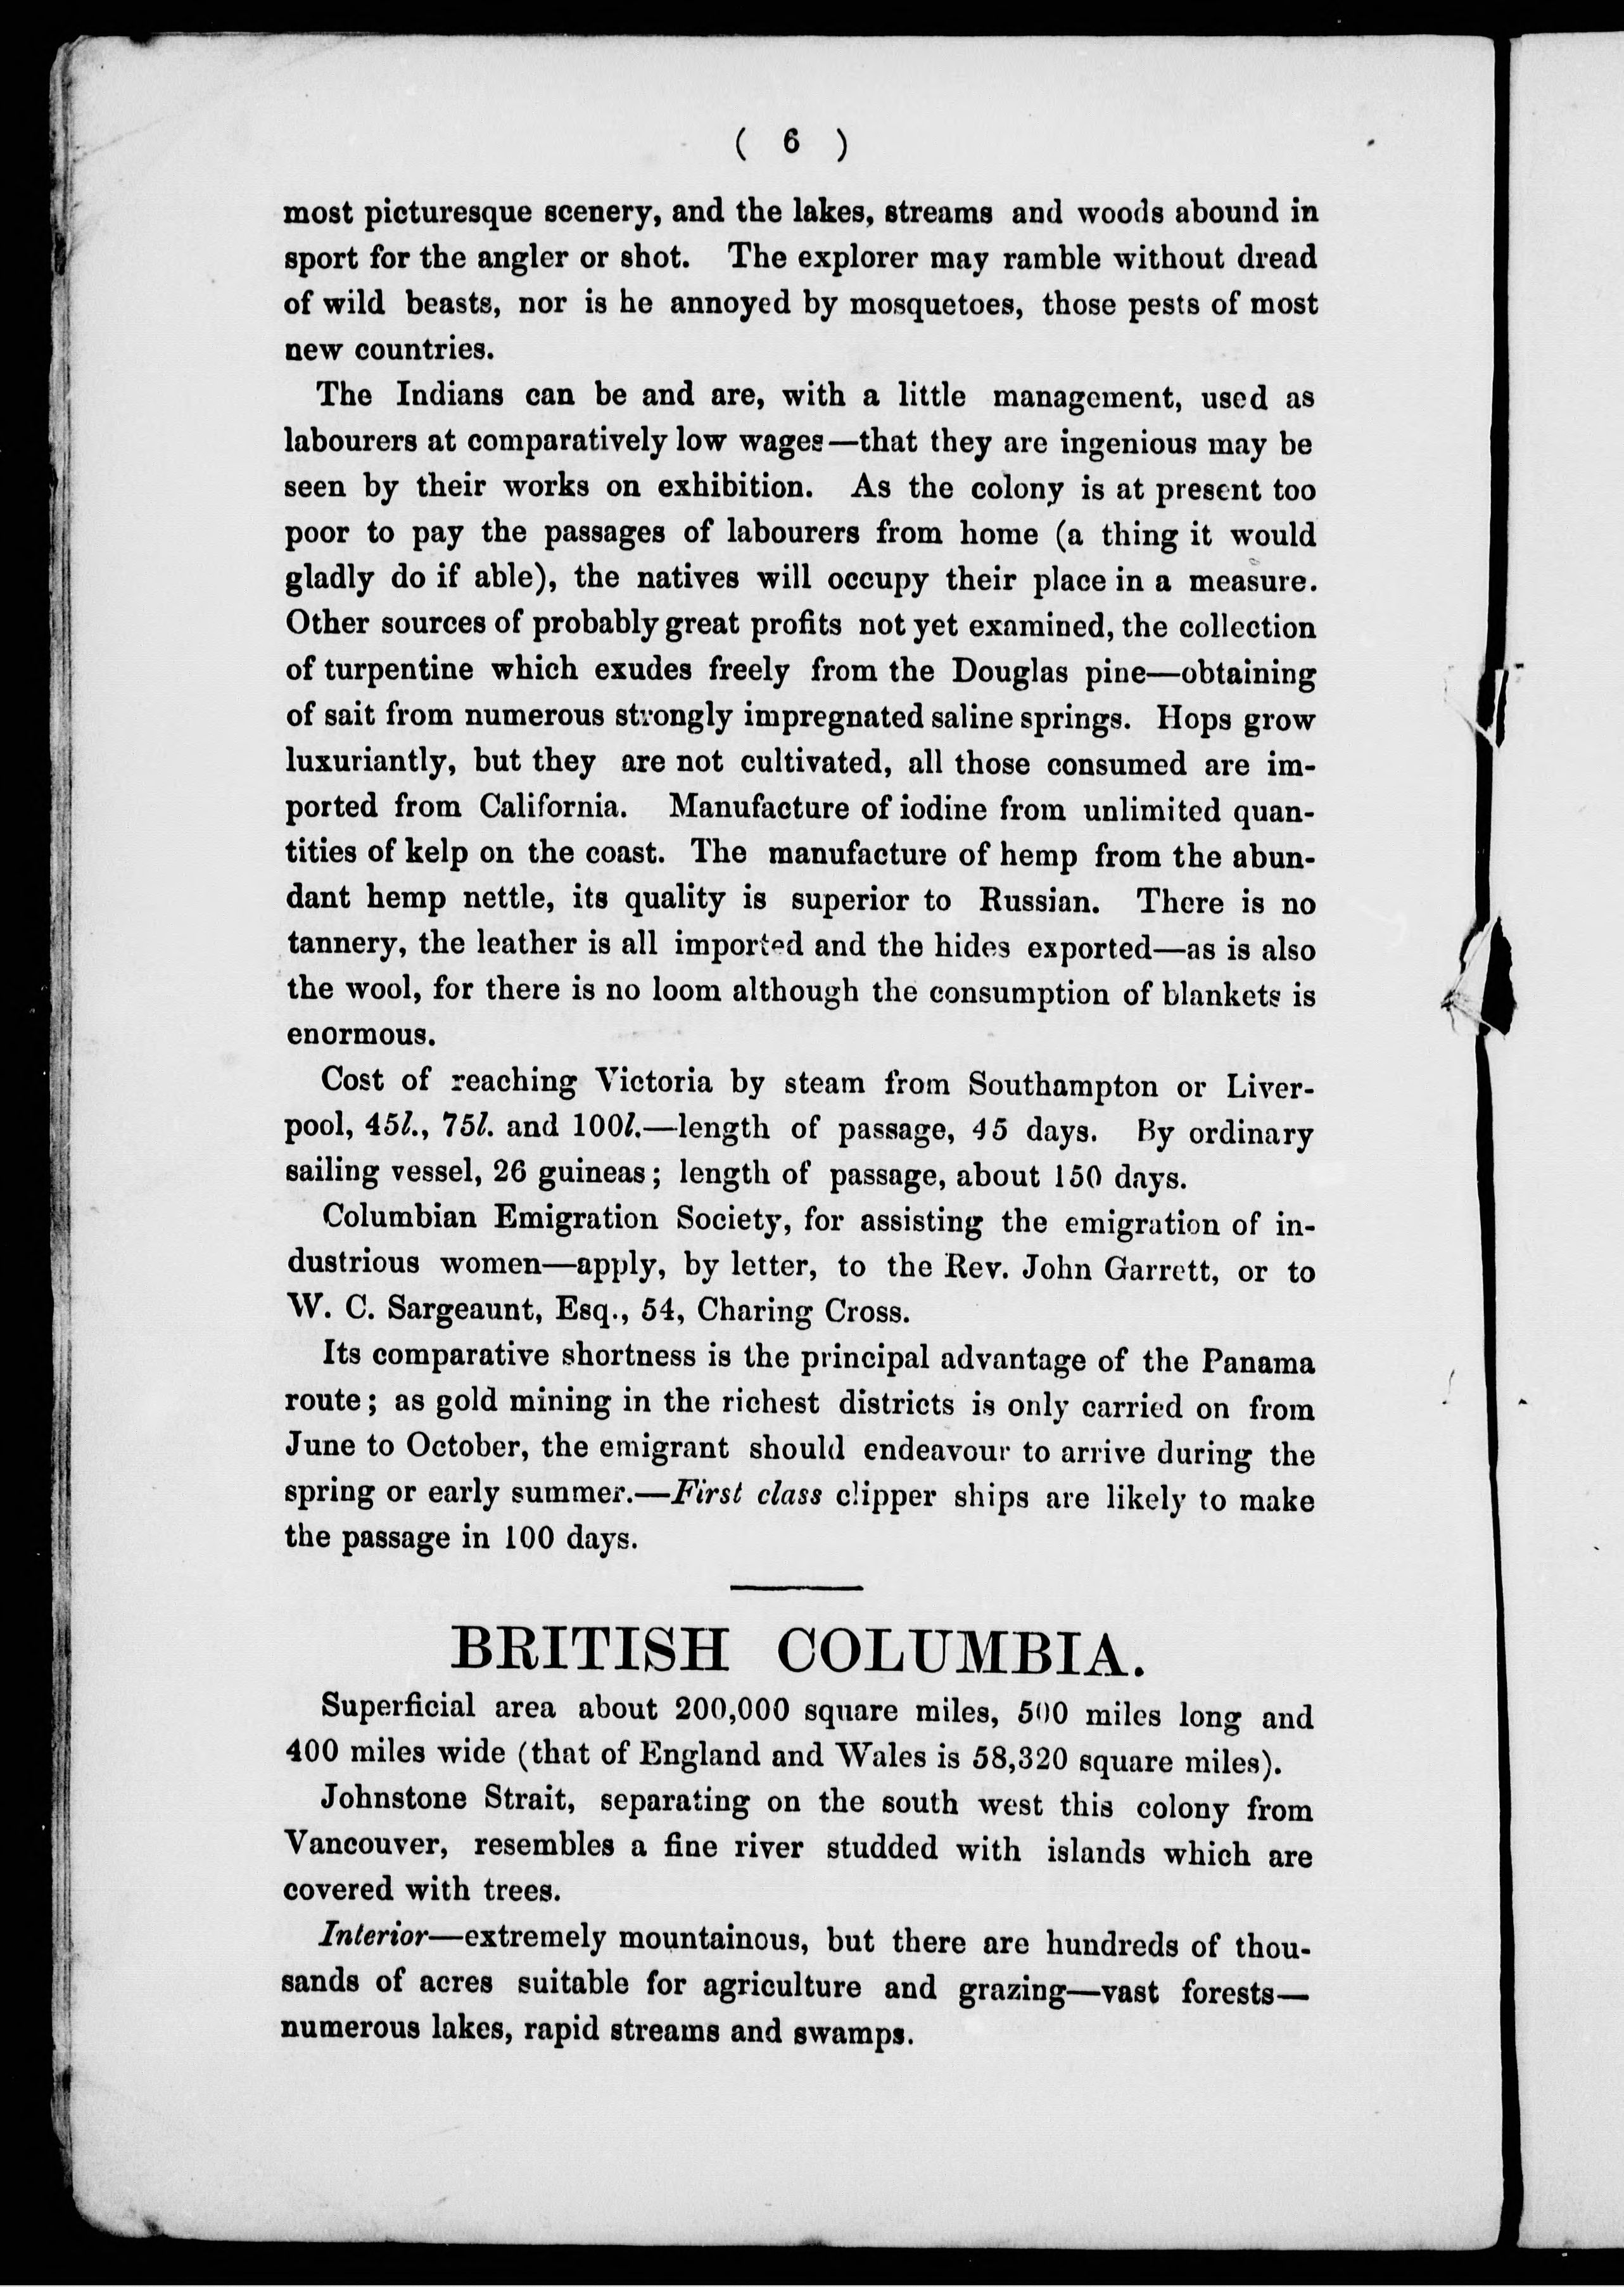 ( 6 )
most picturesque scenery, and the lakes, streams and woods abound in
sport for the angler or shot. The explorer may ramble without dread
of wild beasts, nor is he annoyed by mosquetoes, those pests of most
new countries.
The Indians can be and are, with a little management, used as
labourers at comparatively low wages—that they are ingenious may be
seen by their works on exhibition. As the colony is at present too
poor to pay the passages of labourers from home (a thing it would
gladly do if able), the natives will occupy their place in a measure.
Other sources of probably great profits not yet examined, the collection
of turpentine which exudes freely from the Douglas pine—obtaining
of sait from numerous strongly impregnated saline springs. Hops grow
luxuriantly, but they are not cultivated, all those consumed are im-
ported from California. Manufacture of iodine from unlimited quan-
tities of kelp on the coast. The manufacture of hemp from the abun-
dant hemp nettle, its quality is superior to Russian. There is no
tannery, the leather is all imported and the hides exported—as is also
the wool, for there is no loom although the consumption of blankets is
enormous.
Cost of reaching Victoria by steam from Southampton or Liver-
pool, 45l., 75l. and 100l.—length of passage, 45 days. By ordinary
sailing vessel, 26 guineas; length of passage, about 150 days.
Columbian Emigration Society, for assisting the emigration of in-
dustrious women—apply, by letter, to the Rev. John Garrett, or to
W. C. Sargeaunt, Esq., 54, Charing Cross.
Its comparative shortness is the principal advantage of the Panama
route; as gold mining in the richest districts is only carried on from
June to October, the emigrant should endeavour to arrive during the
spring or early summer.—First class clipper ships are likely to make
the passage in 100 days.
BRITISH COLUMBIA.
Superficial area about 200,000 square miles, 500 miles long and
400 miles wide (that of England and Wales is 58,320 square miles).
Johnstone Strait, separating on the south west this colony from
Vancouver, resembles a fine river studded with islands which are
covered with trees.
Interior—extremely mountainous, but there are hundreds of thou-
sands of acres suitable for agriculture and grazing—vast forests—
numerous lakes, rapid streams and swamps.